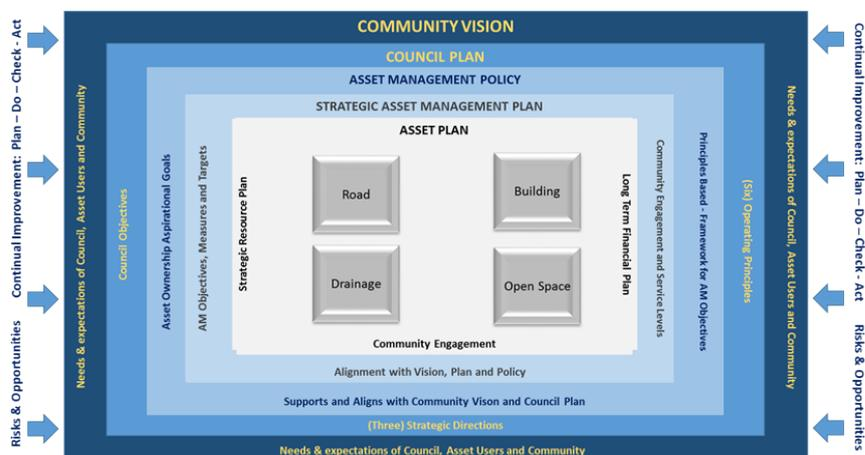 COMMUNITY VISION
COUNCIL PLAN
ASSET MANAGEMENT POLICY
STRATEGIC ASSET MANAGEMENT PLAN
ASSET PLAN
Continual Improvement: Plan – Do – Check - Act
Risks & Opportunities
Needs & expectations of Council, Asset Users and Community
Council Objectives
Asset Ownership Aspirational Goals
AM Objectives, Measures and Targets
Strategic Resource Plan
Road
Building
Drainage
Open Space
Long Term Financial Plan
Community Engagement and Service Levels
Principles Based - Framework for AM Objectives
(Six) Operating Principles
Needs & expectations of Council, Asset Users and Community
Continual Improvement: Plan – Do – Check - Act
Risks & Opportunities
Community Engagement
Alignment with Vision, Plan and Policy
Supports and Aligns with Community Vison and Council Plan
(Three) Strategic Directions
Needs & expectations of Council, Asset Users and Community